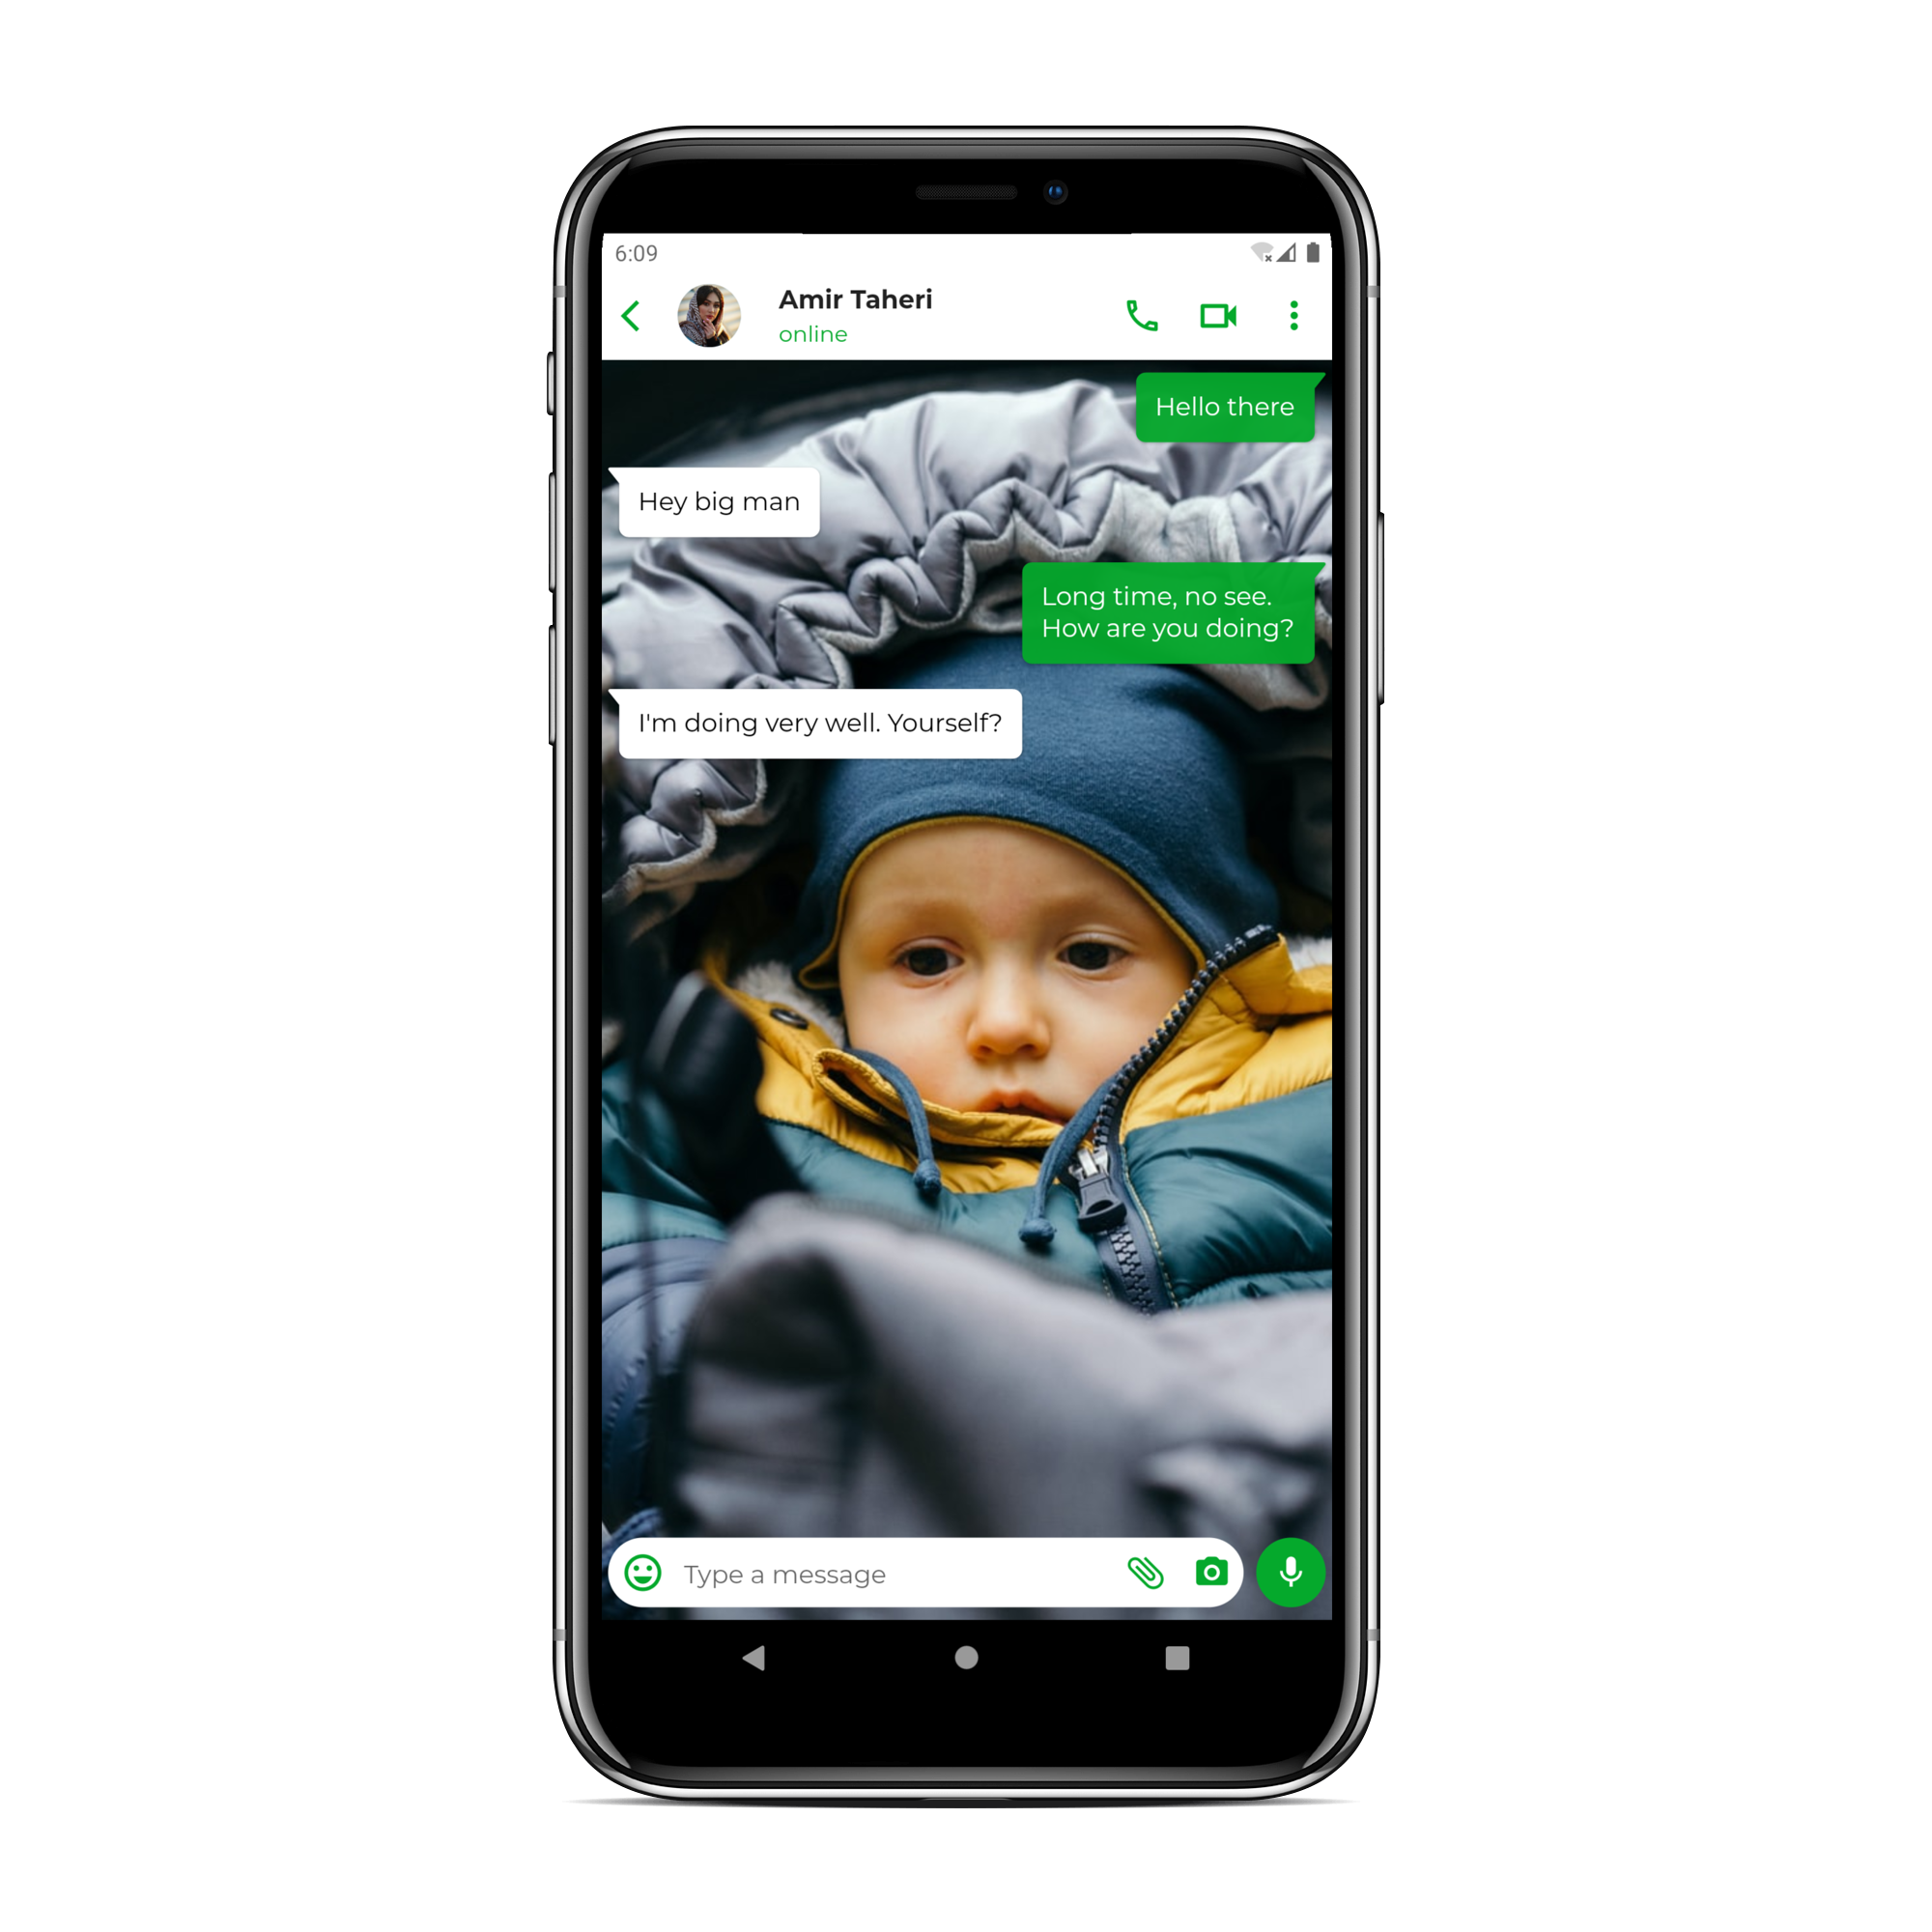 6:09
Amir Taheri
online
Hello there
Hey big man
Long time, no see.
How are you doing?
I'm doing very well. Yourself?
Type a message